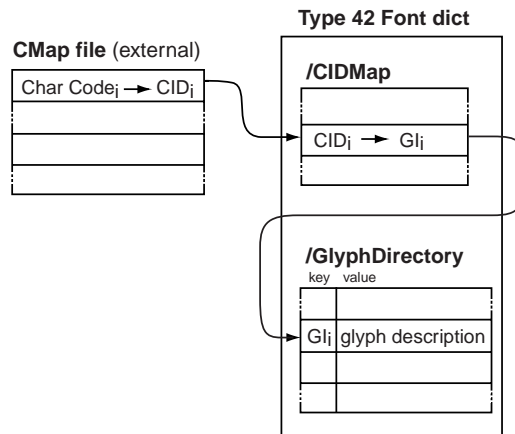 Type 42 Font dict
CMap file (external)
Char Codei → CIDi
/CIDMap
CIDi → GIi
/GlyphDirectory
key value
GIi glyph description